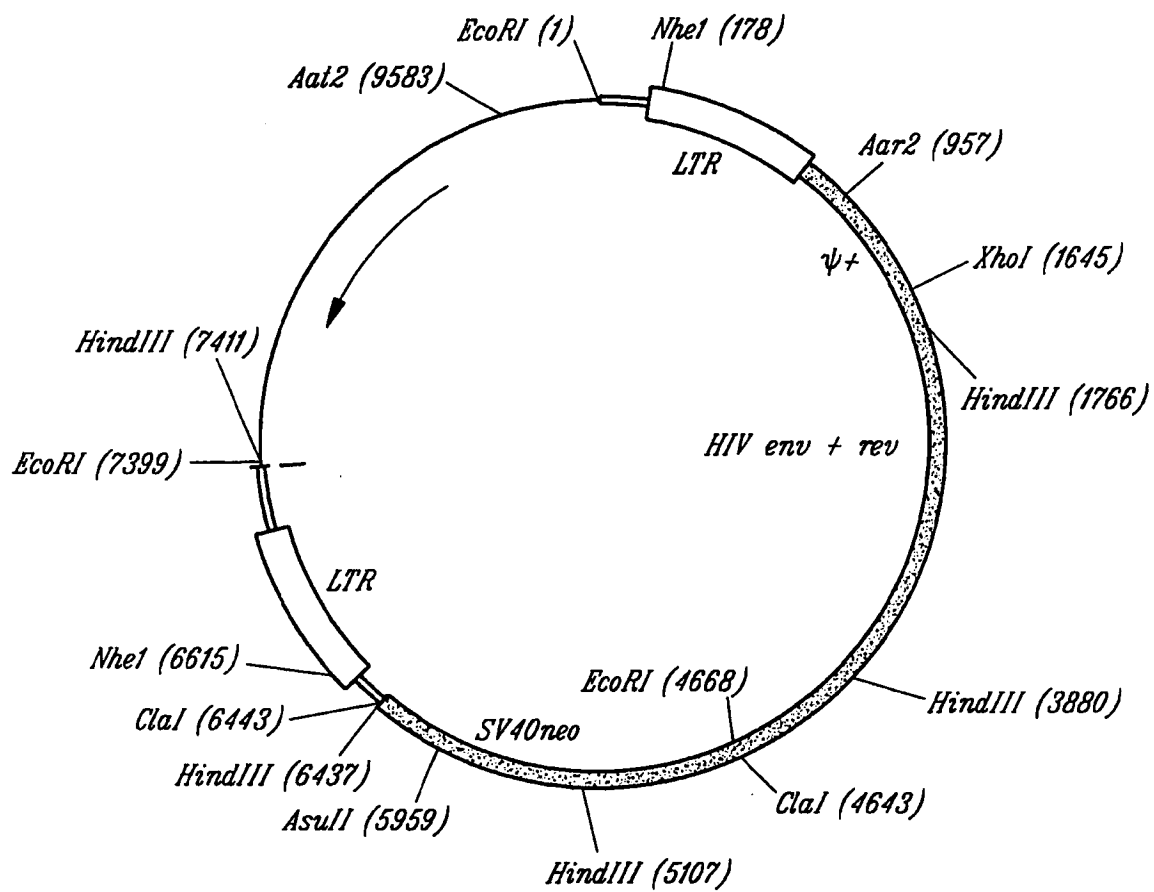 EcoRI (1)
Nhe1 (178)
Aat2 (9583)
LTR
Aar2 (957)
ψ+
XhoI (1645)
HindIII (7411)
HindIII (1766)
HIV env + rev
EcoRI (7399)
LTR
Nhe1 (6615)
EcoRI (4668)
HindIII (3880)
ClaI (6443)
SV40neo
HindIII (6437)
ClaI (4643)
AsuII (5959)
HindIII (5107)